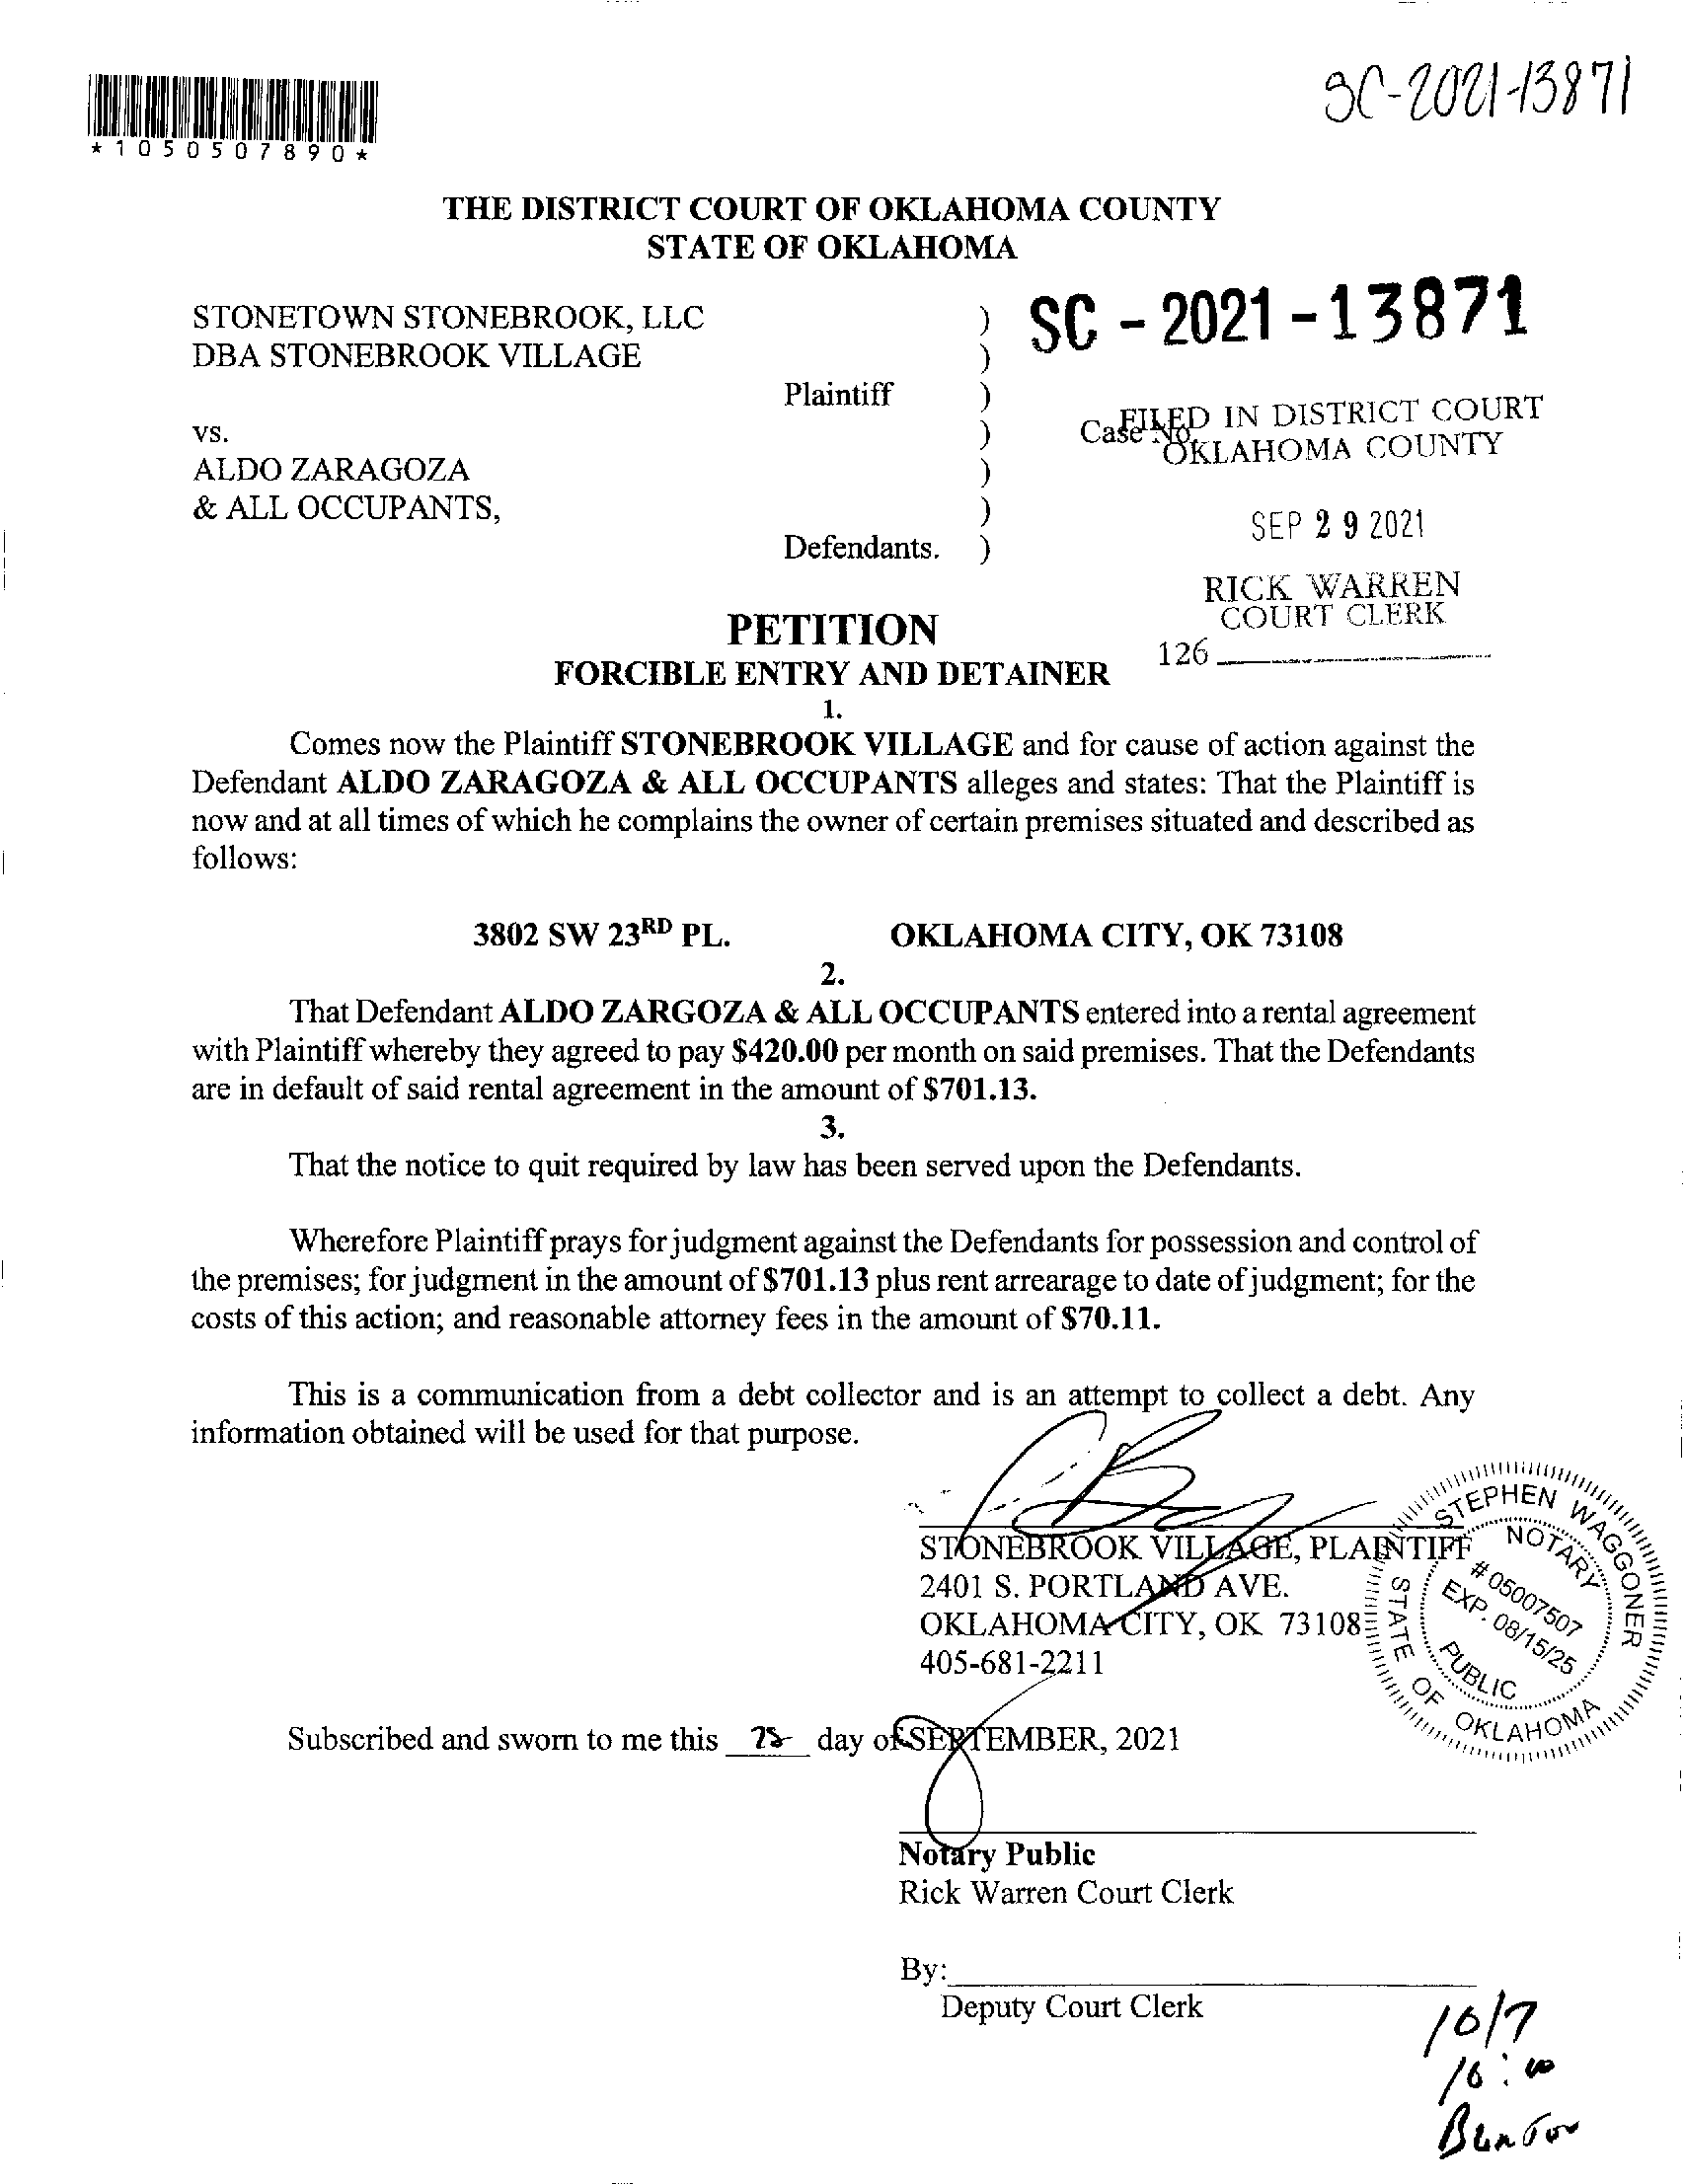 SC-2021-13871
*1050507890*
THE DISTRICT COURT OF OKLAHOMA COUNTY
STATE OF OKLAHOMA
STONETOWN STONEBROOK, LLC ) SC - 2021 - 13871
DBA STONEBROOK VILLAGE )
Plaintiff )
vs. ) Case No.
FILED IN DISTRICT COURT
OKLAHOMA COUNTY
ALDO ZARAGOZA )
& ALL OCCUPANTS, )
Defendants. )
SEP 29 2021
RICK WARREN
COURT CLERK
126
PETITION
FORCIBLE ENTRY AND DETAINER
1.
Comes now the Plaintiff STONEBROOK VILLAGE and for cause of action against the
Defendant ALDO ZARAGOZA & ALL OCCUPANTS alleges and states: That the Plaintiff is
now and at all times of which he complains the owner of certain premises situated and described as
follows:
3802 SW 23RD PL. OKLAHOMA CITY, OK 73108
2.
That Defendant ALDO ZARGOZA & ALL OCCUPANTS entered into a rental agreement
with Plaintiff whereby they agreed to pay $420.00 per month on said premises. That the Defendants
are in default of said rental agreement in the amount of $701.13.
3.
That the notice to quit required by law has been served upon the Defendants.
Wherefore Plaintiff prays for judgment against the Defendants for possession and control of
the premises; for judgment in the amount of $701.13 plus rent arrearage to date of judgment; for the
costs of this action; and reasonable attorney fees in the amount of $70.11.
This is a communication from a debt collector and is an attempt to collect a debt. Any
information obtained will be used for that purpose.
STONEBROOK VILLAGE, PLAINTIFF
2401 S. PORTLAND AVE.
OKLAHOMA CITY, OK 73108
405-681-2211
STEPHEN WAGGONER
NOTARY
# 05007507
EXP. 08/15/25
PUBLIC
STATE OF OKLAHOMA
Subscribed and sworn to me this day of SEPTEMBER, 2021
Notary Public
Rick Warren Court Clerk
By:
Deputy Court Clerk
10/7
10:00